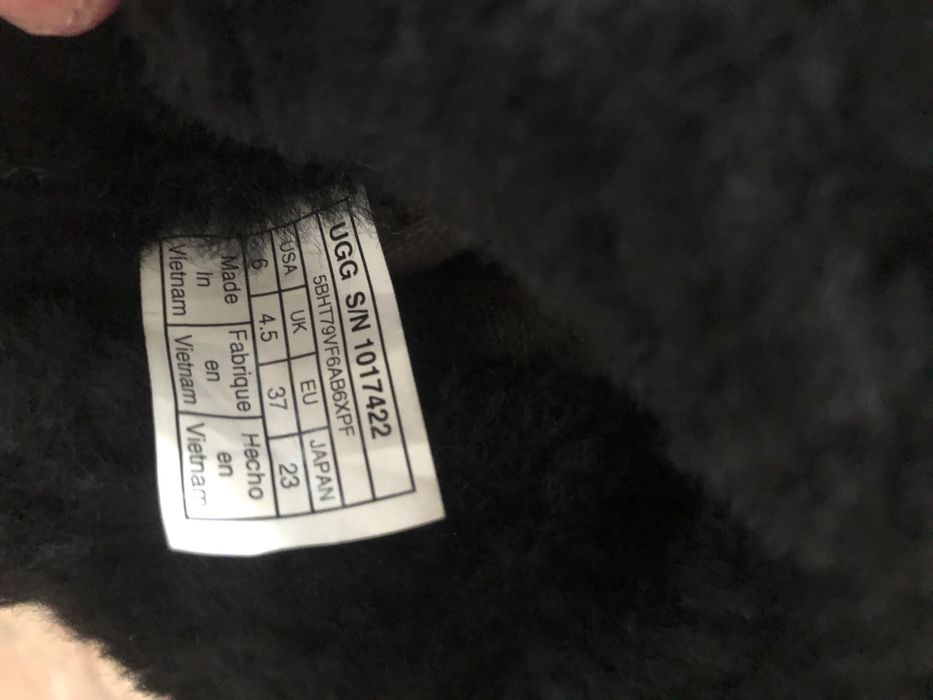 UGG S/N 1017422
5BHT79VF6AB6XPF
USA UK EU JAPAN
6 4.5 37 23
Made Fabrique Hecho
In en en
Vietnam Vietnam Vietnam